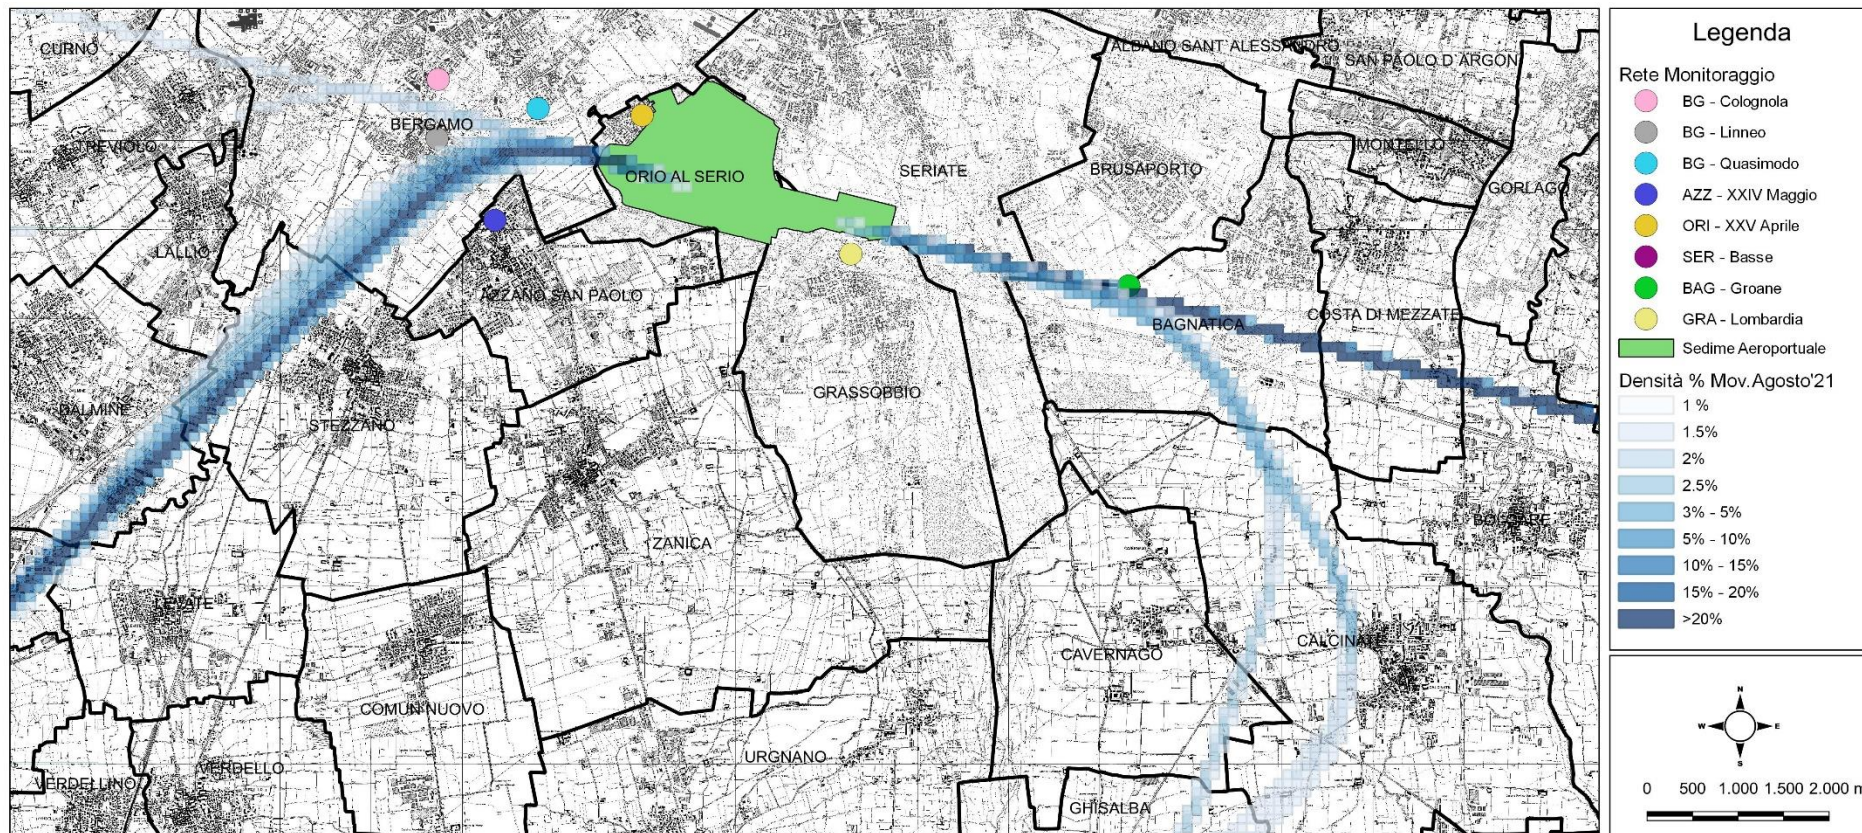 CURNO
ALBANO SANT'ALESSANDRO
SAN PAOLO D'ARGON
BERGAMO
TREVIOLO
MONTELLO
ORIO AL SERIO
SERIATE
BRUSAPORTO
GORLAGO
LALLIO
AZZANO SAN PAOLO
BAGNATICA
COSTA DI MEZZATE
GRASSOBBIO
DALMINE
STEZZANO
BOLGARE
ZANICA
LEVATE
CAVERNAGO
CALCINATE
COMUN NUOVO
URGNANO
VERDELLO
VERDELLINO
GHISALBA
Legenda
Rete Monitoraggio
BG - Colognola
BG - Linneo
BG - Quasimodo
AZZ - XXIV Maggio
ORI - XXV Aprile
SER - Basse
BAG - Groane
GRA - Lombardia
Sedime Aeroportuale
Densità % Mov.Agosto'21
1 %
1.5%
2%
2.5%
3% - 5%
5% - 10%
10% - 15%
15% - 20%
>20%
N
W E
S
0 500 1.000 1.500 2.000 m